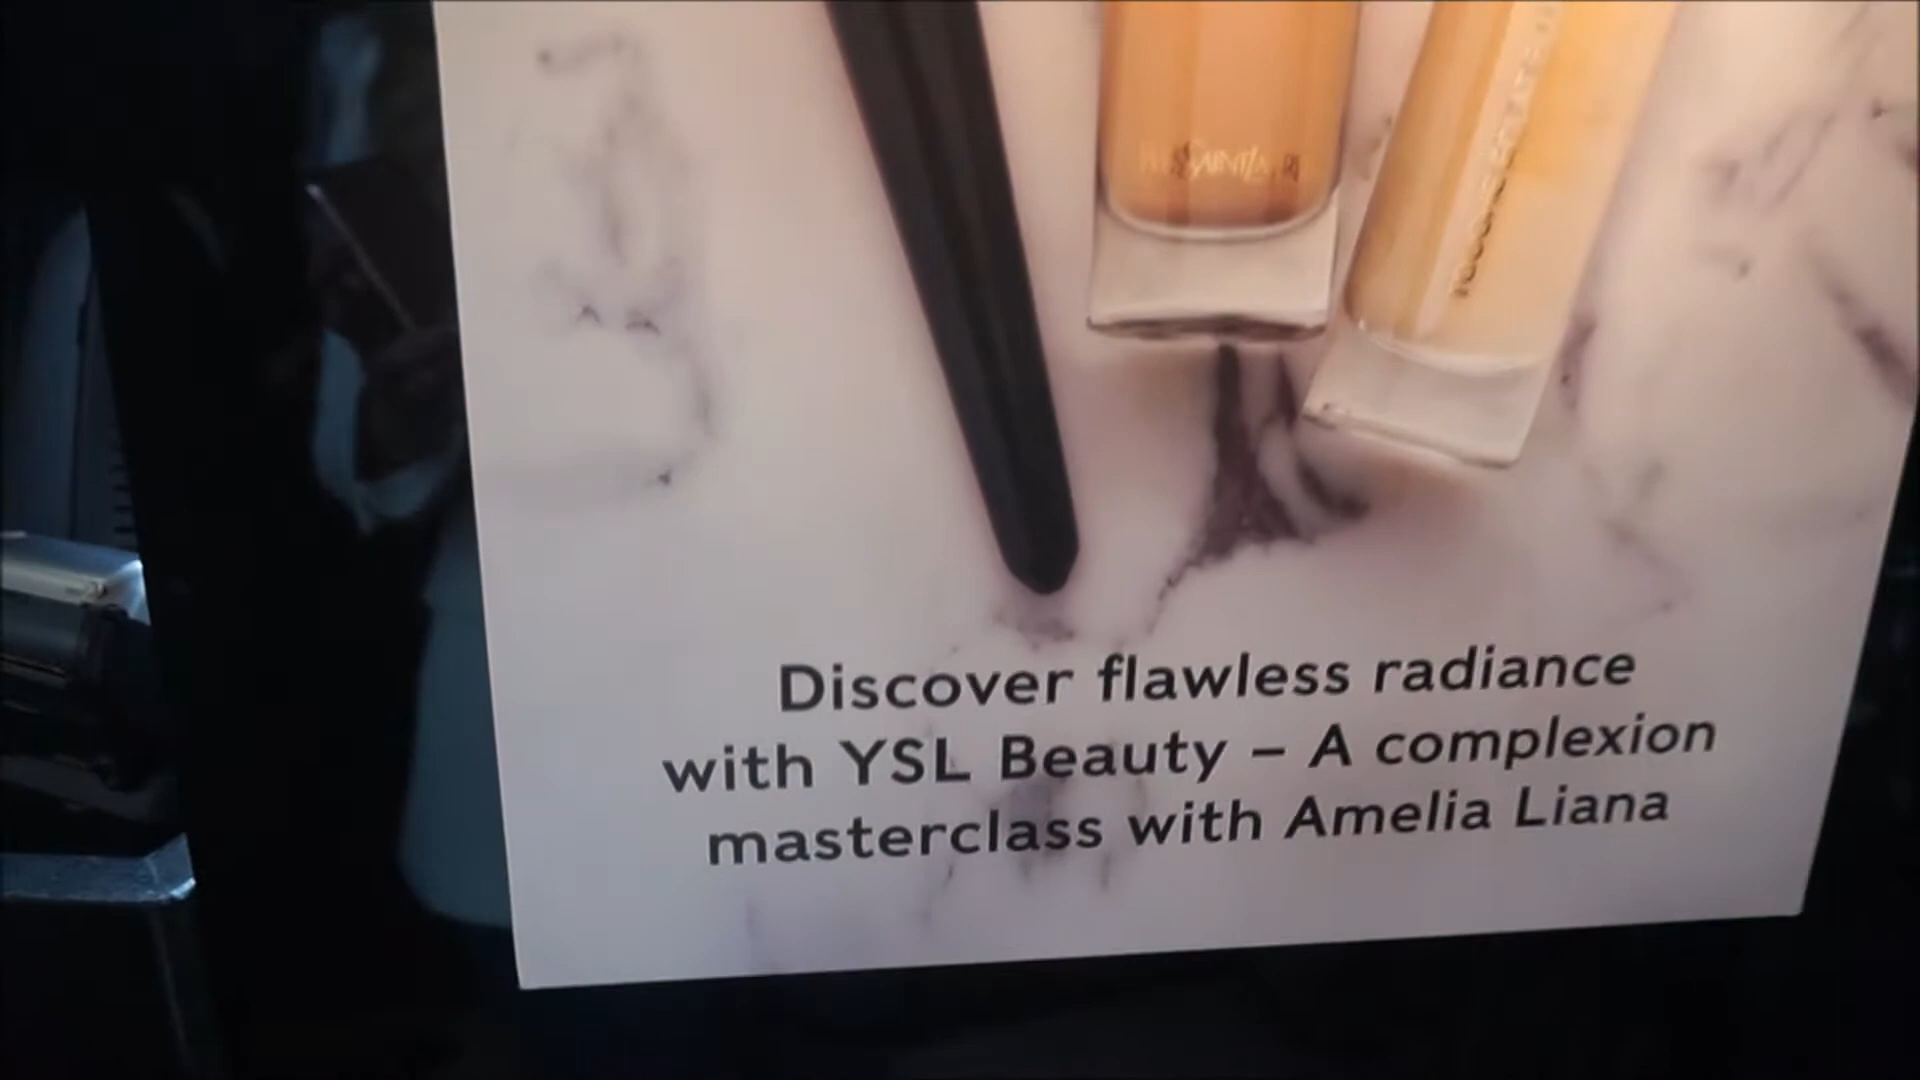 Discover flawless radiance
with YSL Beauty – A complexion
masterclass with Amelia Liana